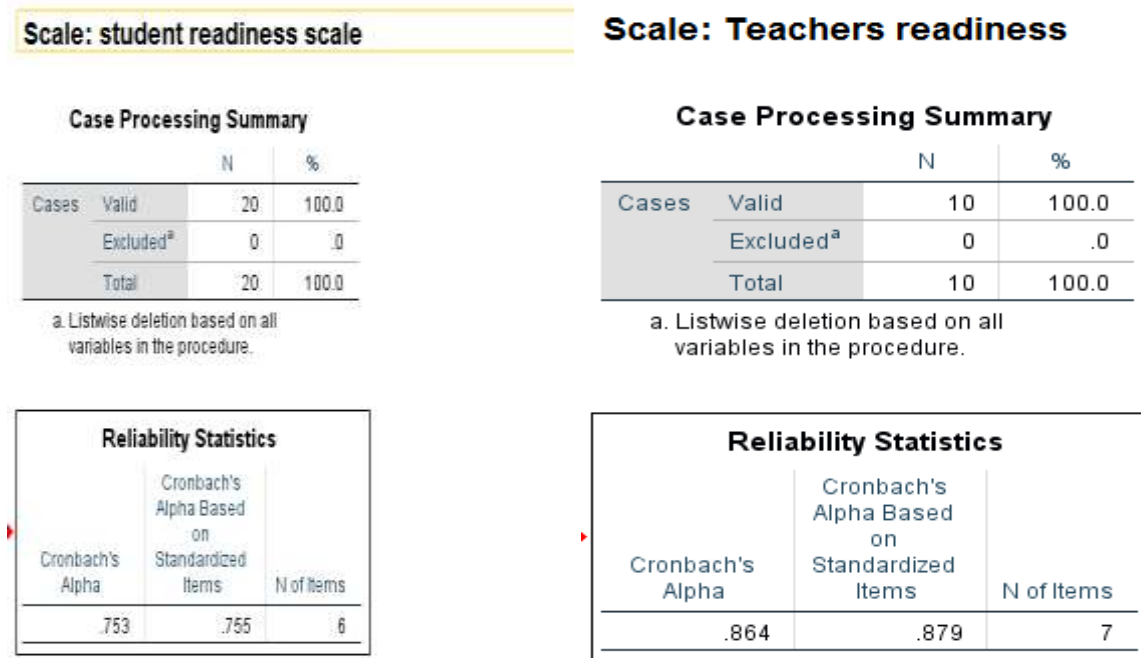 Scale: student readiness scale
Case Processing Summary
N %
Cases Valid 20 100.0
Excludedª 0 .0
Total 20 100.0
a. Listwise deletion based on all
variables in the procedure.
Reliability Statistics
Cronbach's
Alpha Based
on
Cronbach's Standardized
Alpha Items N of Items
.753 .755 6
Scale: Teachers readiness
Case Processing Summary
N %
Cases Valid 10 100.0
Excludedª 0 .0
Total 10 100.0
a. Listwise deletion based on all
variables in the procedure.
Reliability Statistics
Cronbach's
Alpha Based
on
Cronbach's Standardized
Alpha Items N of Items
.864 .879 7